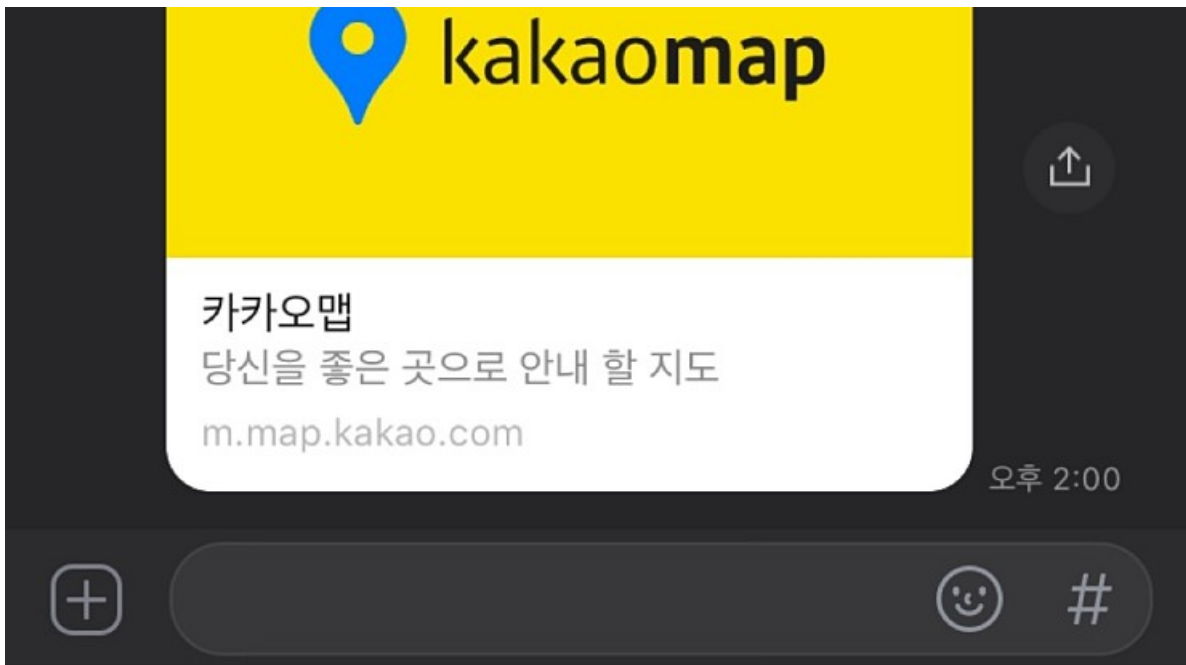 kakaomap
카카오맵
당신을 좋은 곳으로 안내 할 지도
m.map.kakao.com
오후 2:00
#